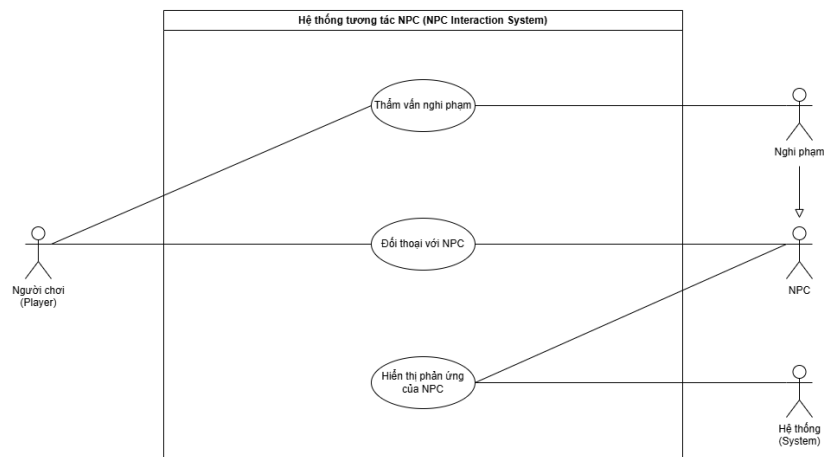 Hệ thống tương tác NPC (NPC Interaction System)
Thẩm vấn nghi phạm
Nghi phạm
Đối thoại với NPC
Người chơi
(Player)
NPC
Hiển thị phản ứng
của NPC
Hệ thống
(System)